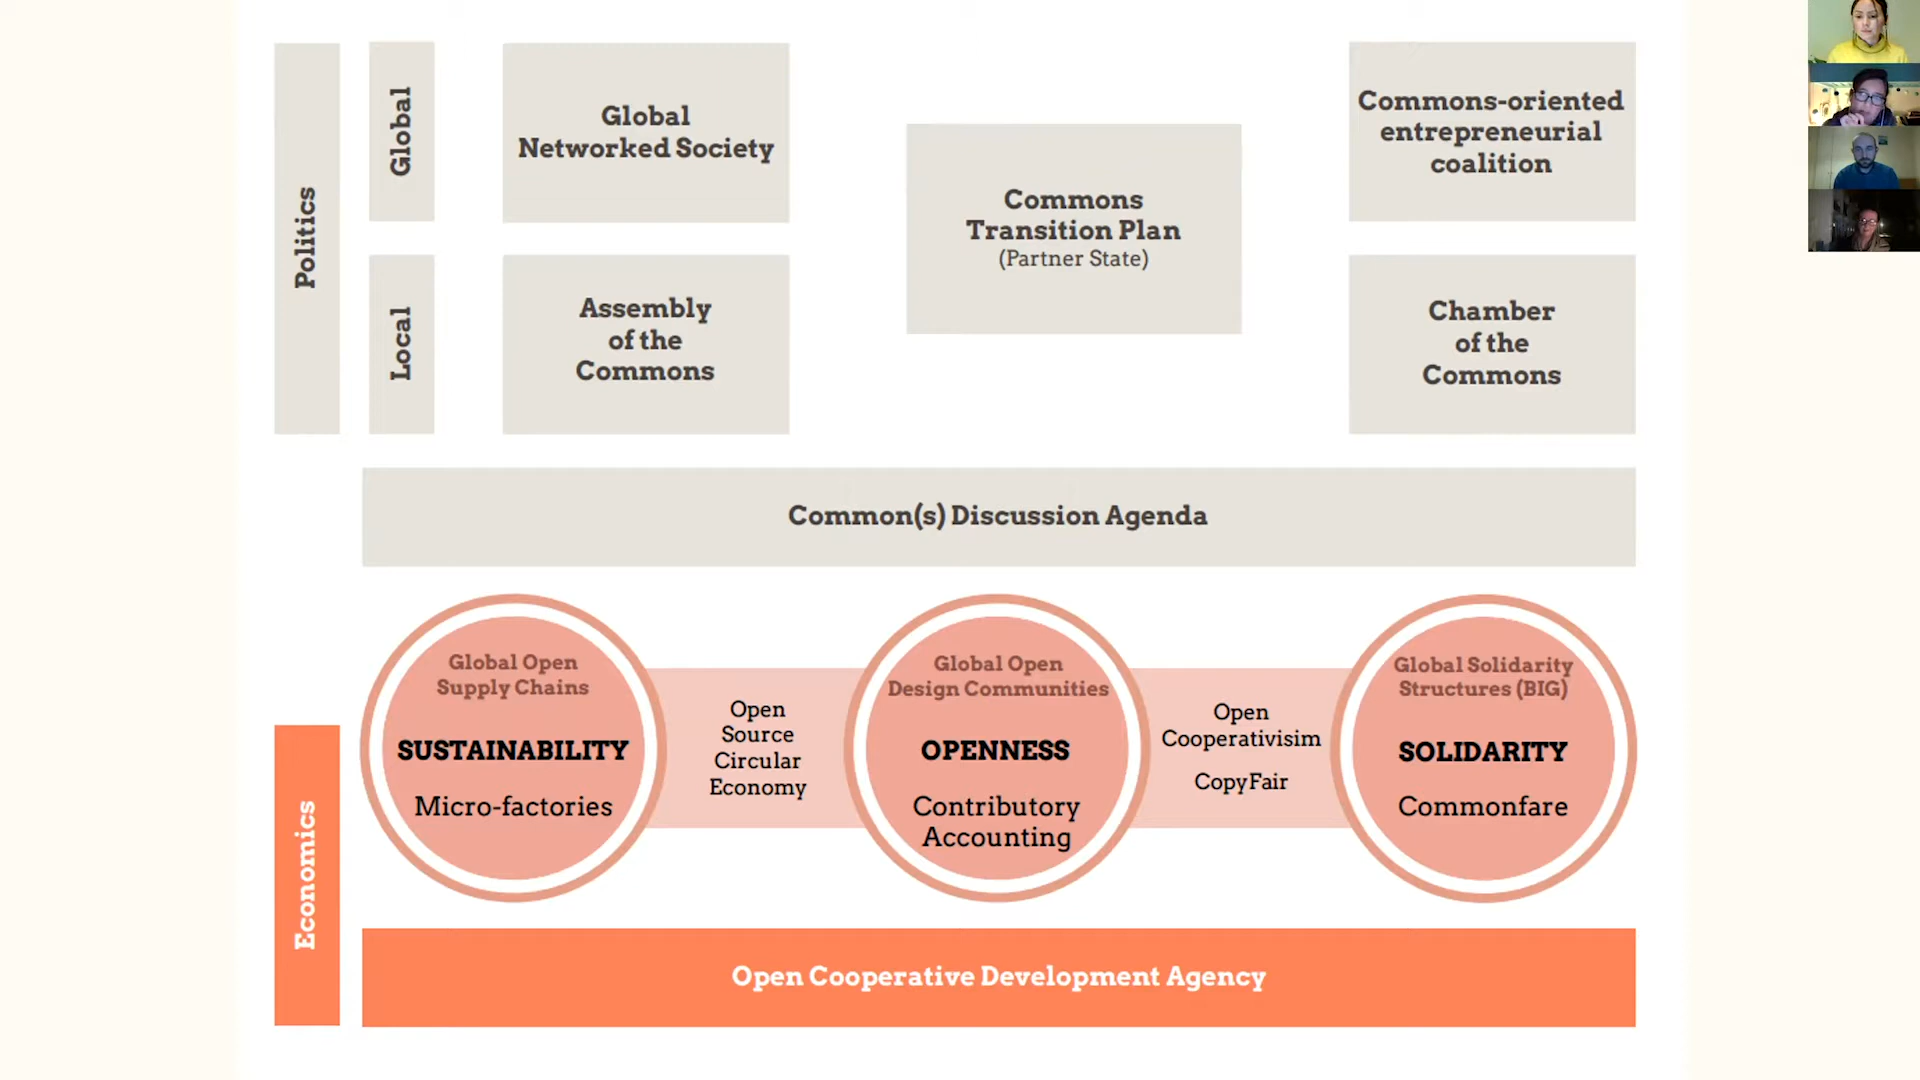 Politics
Global
Local
Global
Networked Society
Assembly
of the
Commons
Commons
Transition Plan
(Partner State)
Commons-oriented
entrepreneurial
coalition
Chamber
of the
Commons
Common(s) Discussion Agenda
Economics
Global Open
Supply Chains
SUSTAINABILITY
Micro-factories
Open
Source
Circular
Economy
Global Open
Design Communities
OPENNESS
Contributory
Accounting
Open
Cooperativisim
CopyFair
Global Solidarity
Structures (BIG)
SOLIDARITY
Commonfare
Open Cooperative Development Agency